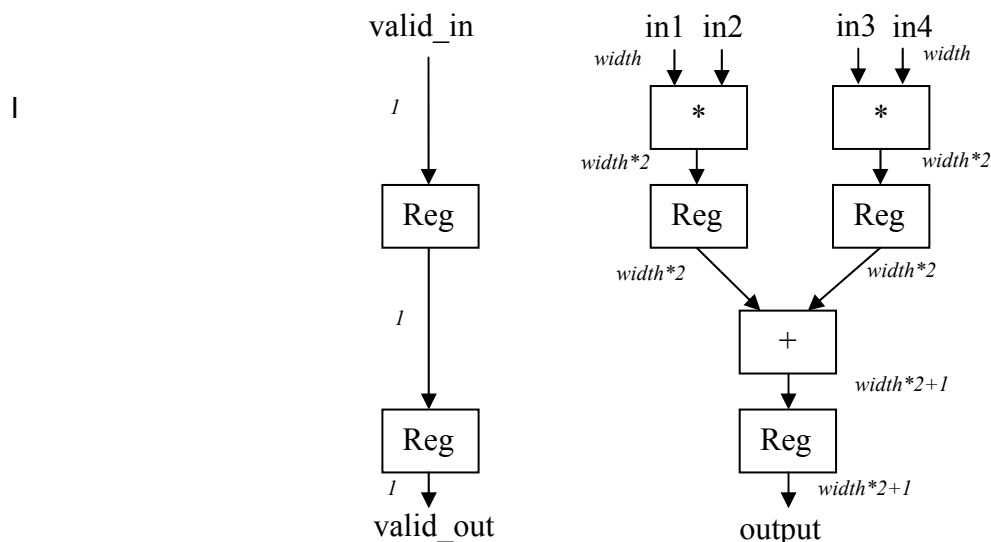 valid_in
in1 in2
in3 in4
width
width
I
1
*
*
width*2
width*2
Reg
Reg
Reg
width*2
width*2
1
+
width*2+1
Reg
Reg
1
width*2+1
valid_out
output